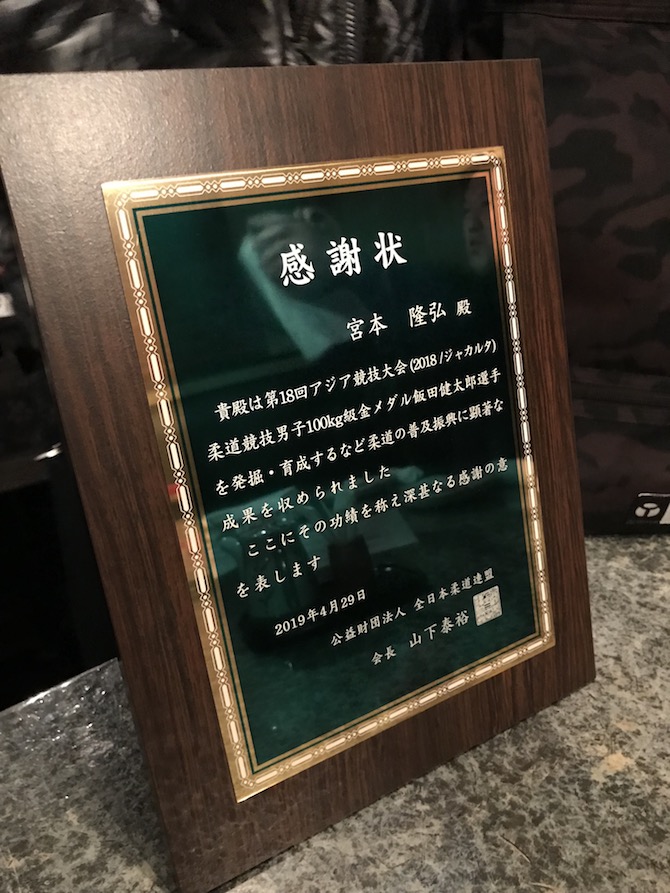 感謝状
宮本 隆弘 殿
貴殿は第18回アジア競技大会(2018/ジャカルタ)
柔道競技男子100kg級金メダル飯田健太郎選手
を発掘・育成するなど柔道の普及振興に顕著な
成果を収められました
ここにその功績を称え深甚なる感謝の意
を表します
2019年4月29日
公益財団法人 全日本柔道連盟
会長 山下泰裕